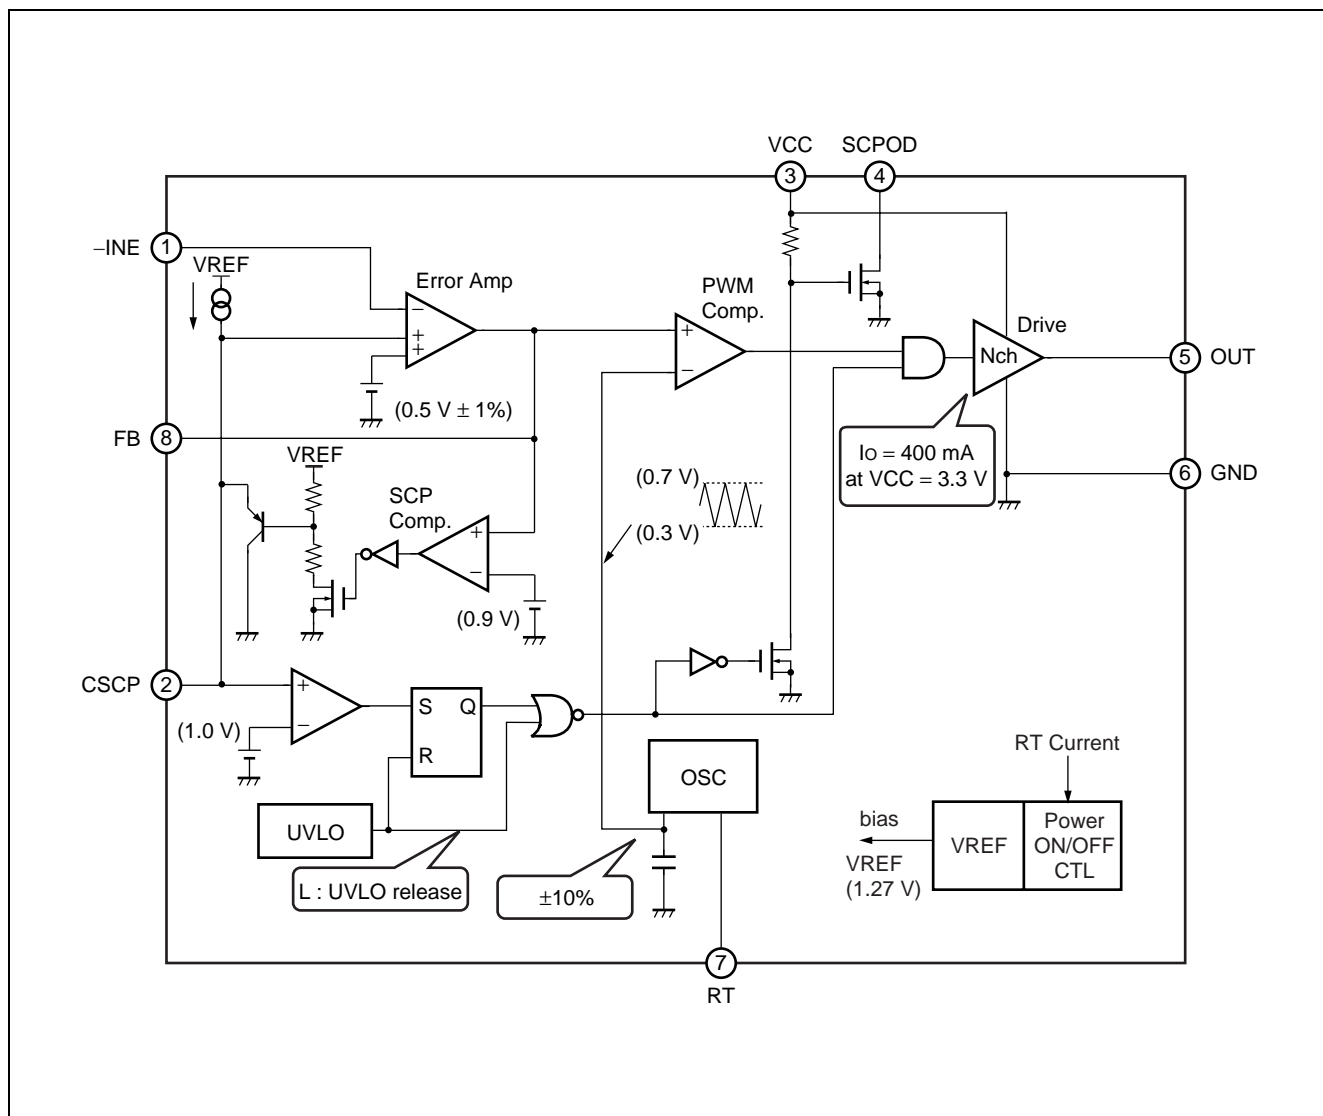 VCC
SCPOD
3
4
–INE
1
VREF
Error Amp
–
+
+
(0.5 V ± 1%)
PWM
Comp.
+
–
Drive
Nch
5
OUT
IO = 400 mA
at VCC = 3.3 V
FB
8
VREF
SCP
Comp.
+
–
(0.9 V)
(0.7 V)
(0.3 V)
6
GND
CSCP
2
+
–
(1.0 V)
S
Q
R
UVLO
L : UVLO release
OSC
±10%
RT Current
bias
VREF
(1.27 V)
VREF
Power
ON/OFF
CTL
7
RT